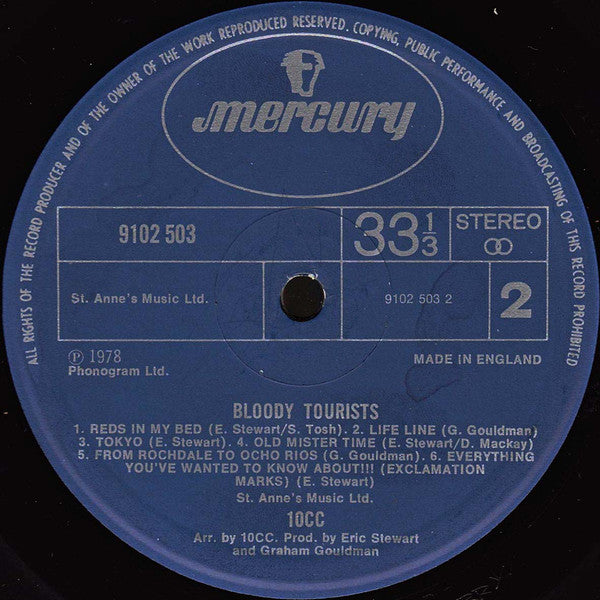 ALL RIGHTS OF THE RECORD PRODUCER AND OF THE OWNER OF THE WORK REPRODUCED RESERVED. COPYING, PUBLIC PERFORMANCE AND BROADCASTING OF THIS RECORD PROHIBITED
mercury
9102 503
33 1/3
STEREO
St. Anne's Music Ltd.
9102 503 2
2
Ⓟ 1978
Phonogram Ltd.
MADE IN ENGLAND
BLOODY TOURISTS
1. REDS IN MY BED (E. Stewart/S. Tosh). 2. LIFE LINE (G. Gouldman)
3. TOKYO (E. Stewart). 4. OLD MISTER TIME (E. Stewart/D. Mackay)
5. FROM ROCHDALE TO OCHO RIOS (G. Gouldman). 6. EVERYTHING
YOU'VE WANTED TO KNOW ABOUT!!! (EXCLAMATION
MARKS) (E. Stewart)
St. Anne's Music Ltd.
10CC
Arr. by 10CC. Prod. by Eric Stewart
and Graham Gouldman